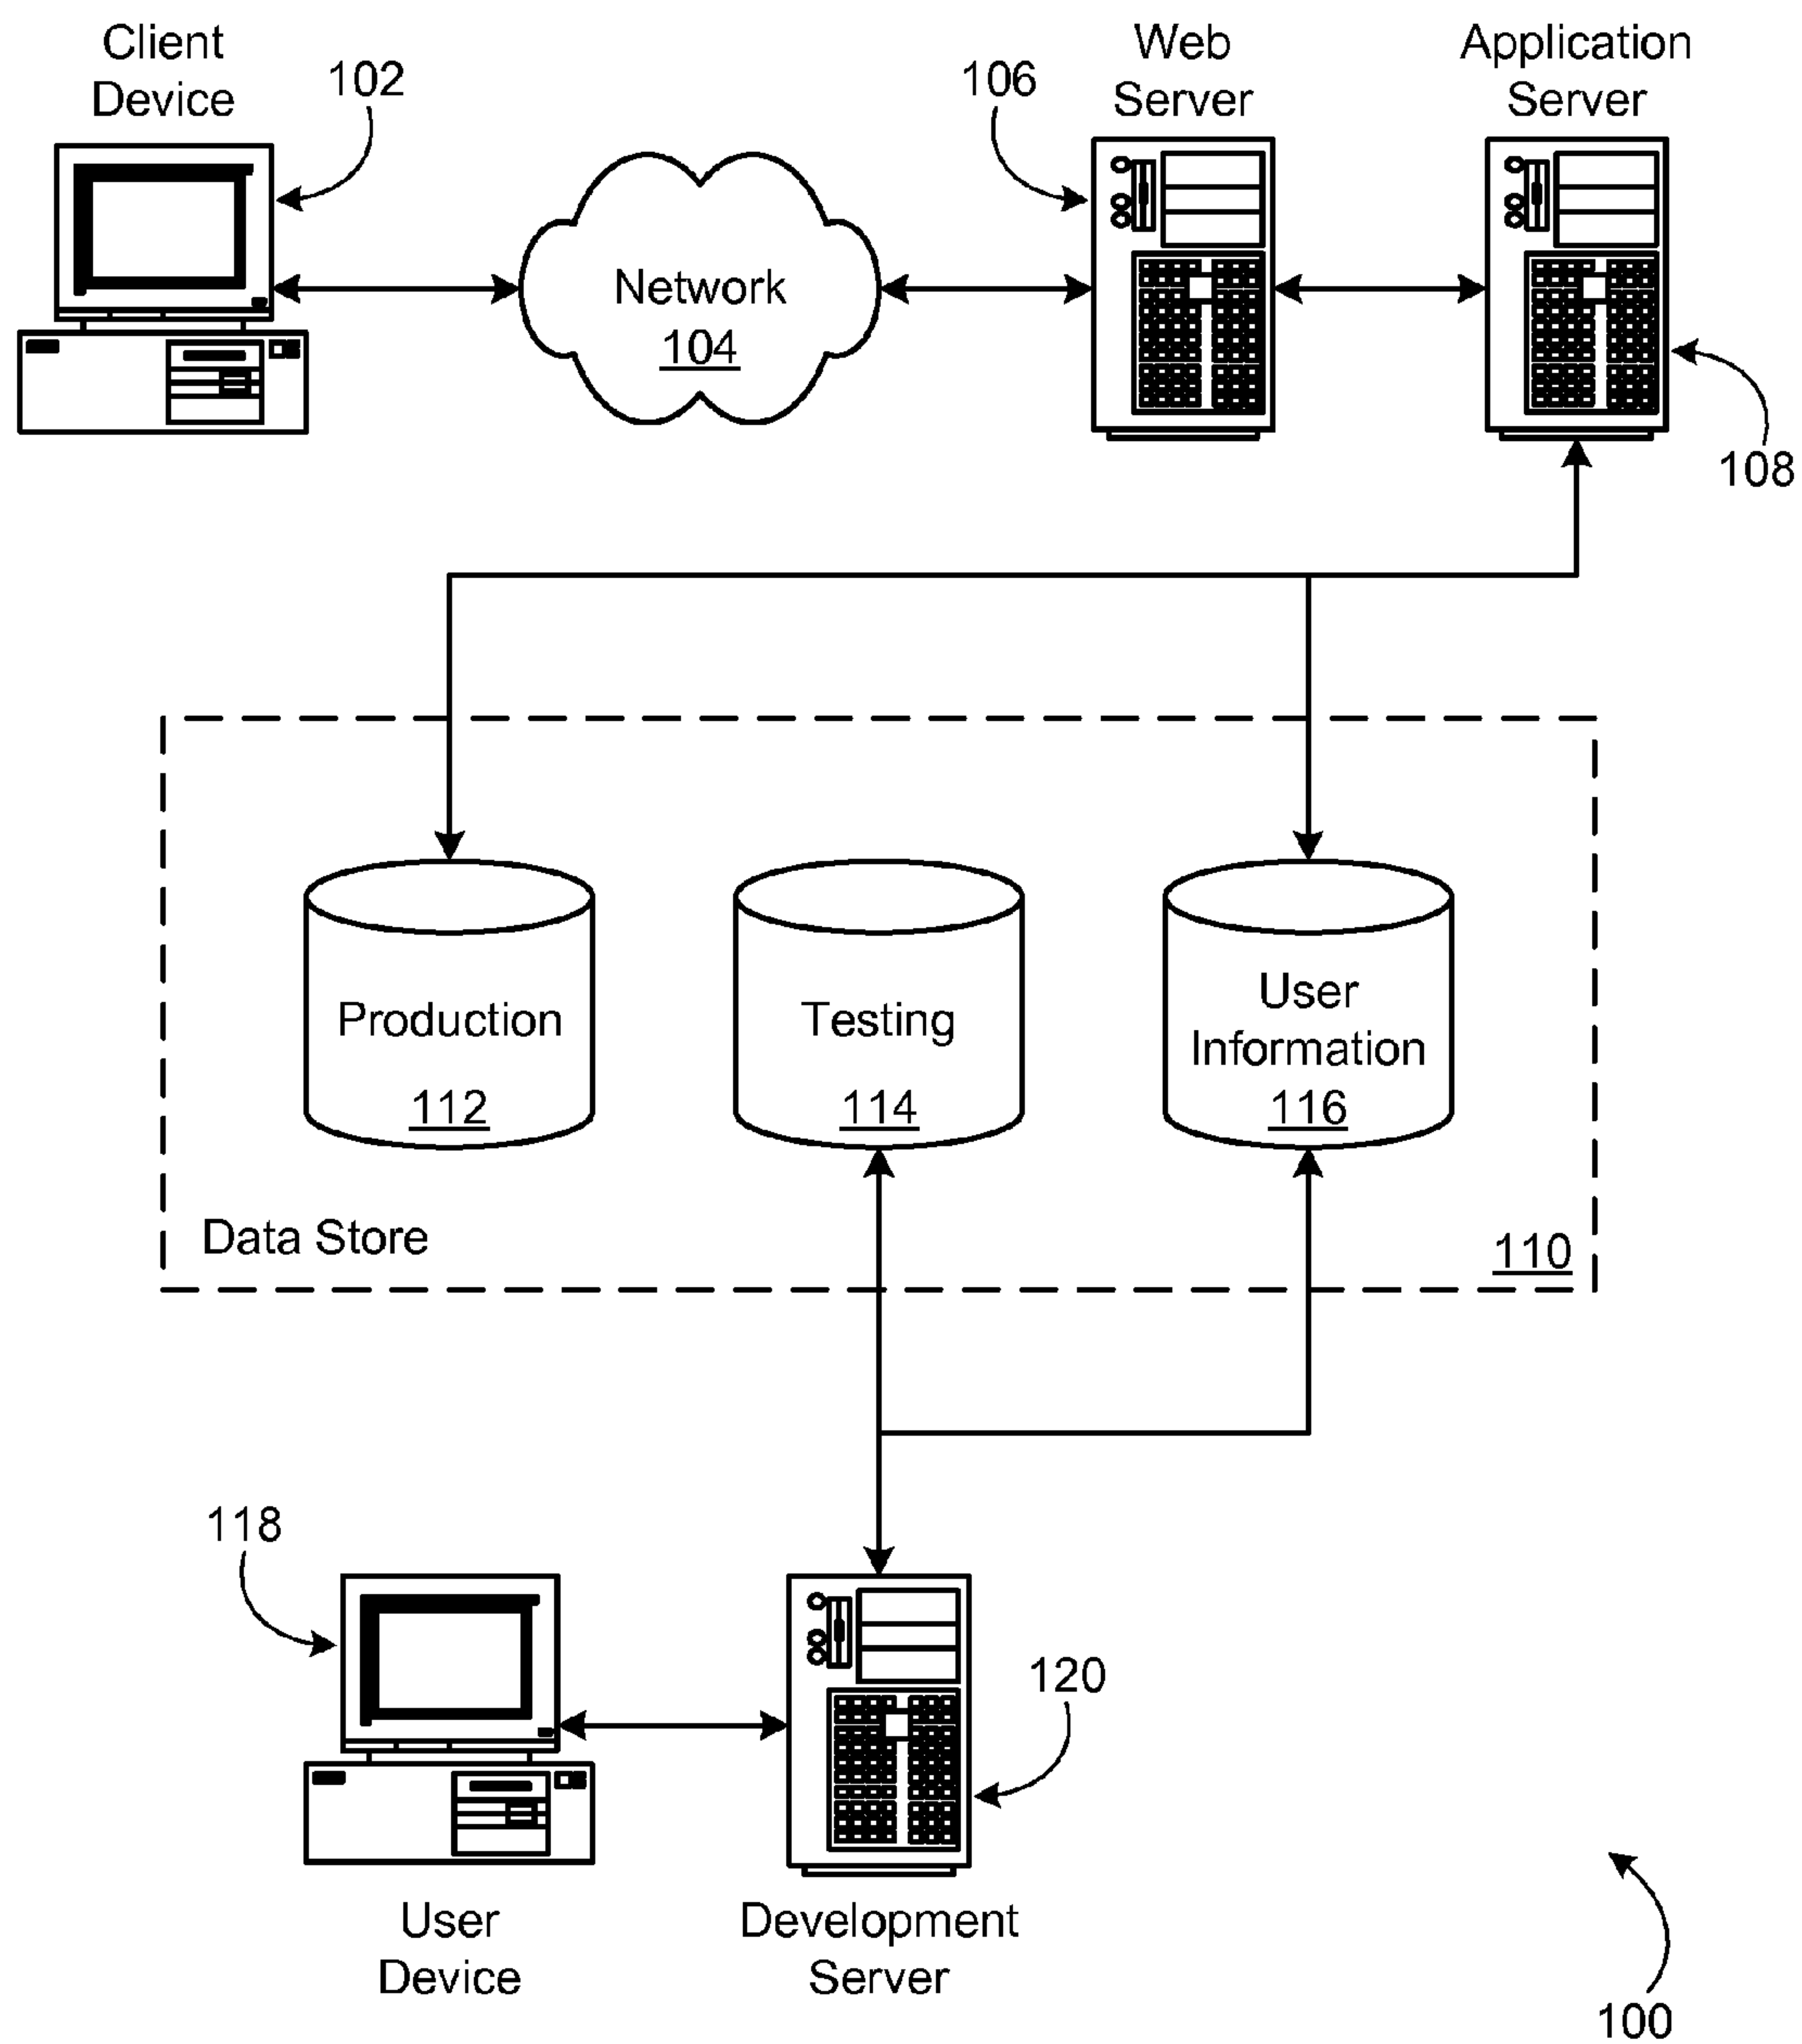 Client
Device
102
Network
104
106
Web
Server
Application
Server
108
Production
112
Testing
114
User
Information
116
Data Store
110
118
User
Device
120
Development
Server
100